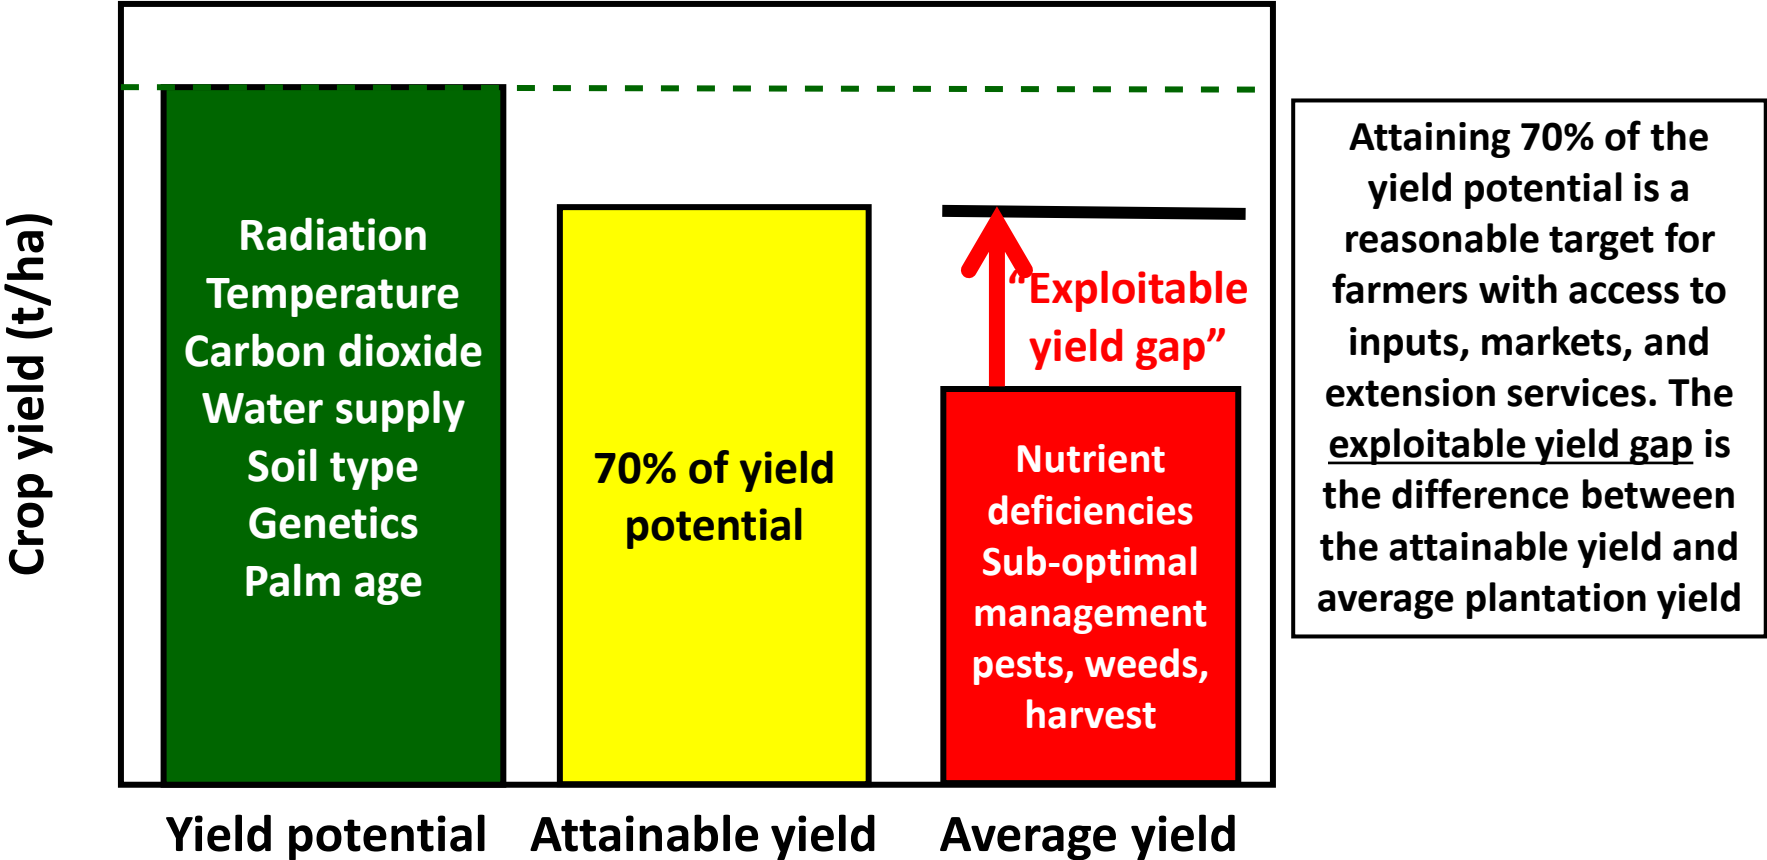 Crop yield (t/ha)
Radiation
Temperature
Carbon dioxide
Water supply
Soil type
Genetics
Palm age
70% of yield
potential
“Exploitable
yield gap”
Nutrient
deficiencies
Sub-optimal
management
pests, weeds,
harvest
Yield potential
Attainable yield
Average yield
Attaining 70% of the
yield potential is a
reasonable target for
farmers with access to
inputs, markets, and
extension services. The
exploitable yield gap is
the difference between
the attainable yield and
average plantation yield